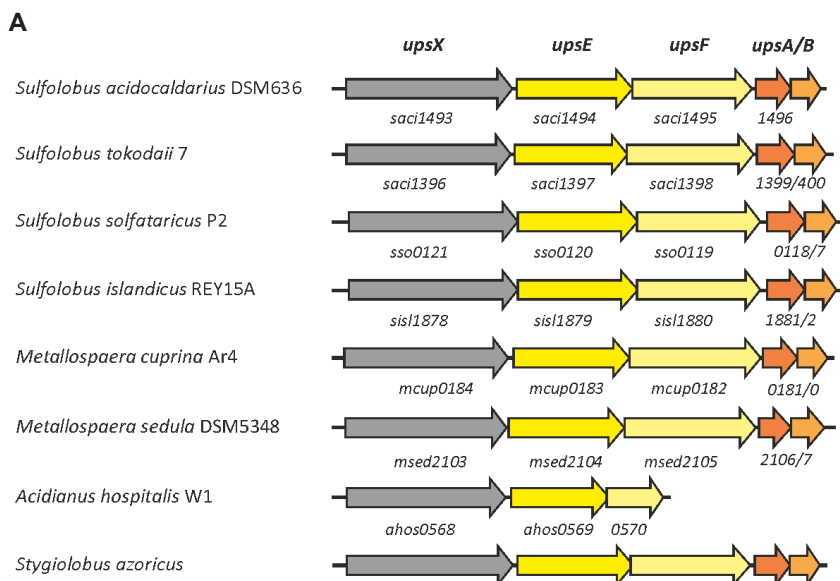 A
upsX upsE upsF upsA/B
Sulfolobus acidocaldarius DSM636
saci1493 saci1494 saci1495 1496
Sulfolobus tokodaii 7
saci1396 saci1397 saci1398 1399/400
Sulfolobus solfataricus P2
sso0121 sso0120 sso0119 0118/7
Sulfolobus islandicus REY15A
sisl1878 sisl1879 sisl1880 1881/2
Metallospaera cuprina Ar4
mcup0184 mcup0183 mcup0182 0181/0
Metallospaera sedula DSM5348
msed2103 msed2104 msed2105 2106/7
Acidianus hospitalis W1
ahos0568 ahos0569 0570
Stygiolobus azoricus